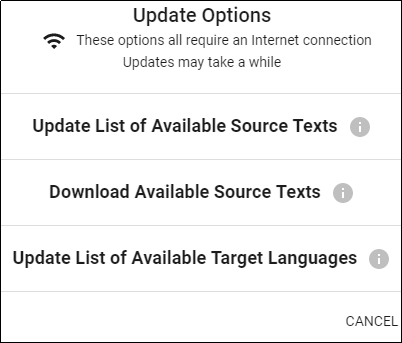 Update Options
These options all require an Internet connection
Updates may take a while
Update List of Available Source Texts
Download Available Source Texts
Update List of Available Target Languages
CANCEL